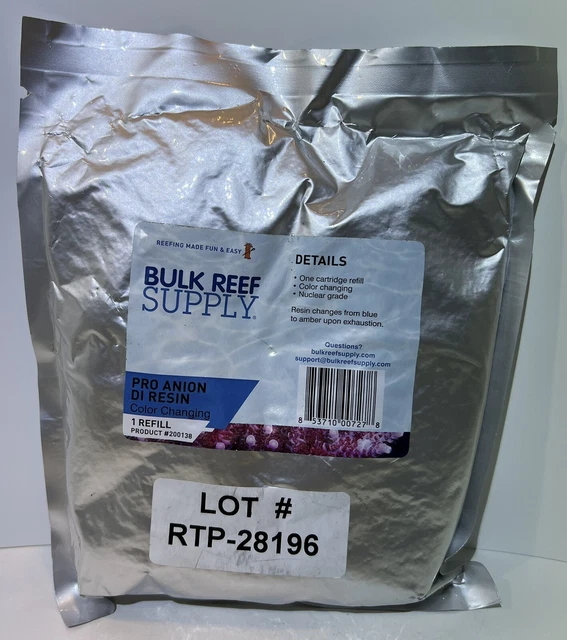 REEFING MADE FUN & EASY
BULK REEF
SUPPLY®
PRO ANION
DI RESIN
Color Changing
1 REFILL
PRODUCT #200138
DETAILS
• One cartridge refill
• Color changing
• Nuclear grade
Resin changes from blue
to amber upon exhaustion.
Questions?
bulkreefsupply.com
support@bulkreefsupply.com
8 53710 00727 8
LOT #
RTP-28196